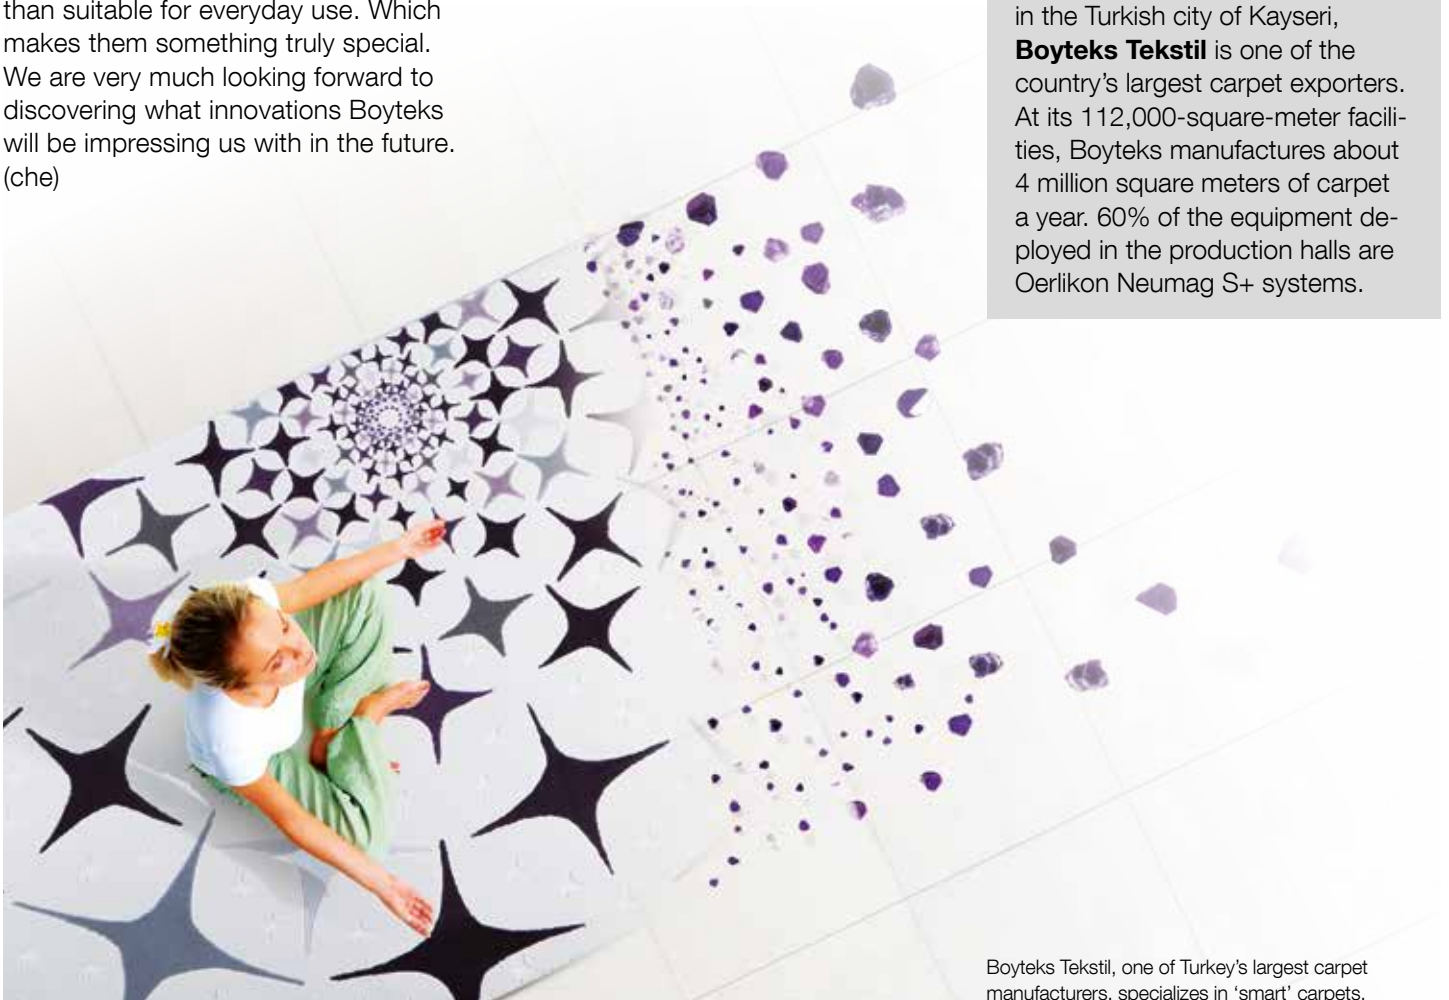 than suitable for everyday use. Which
makes them something truly special.
We are very much looking forward to
discovering what innovations Boyteks
will be impressing us with in the future.
(che)
in the Turkish city of Kayseri,
Boyteks Tekstil is one of the
country's largest carpet exporters.
At its 112,000-square-meter facili-
ties, Boyteks manufactures about
4 million square meters of carpet
a year. 60% of the equipment de-
ployed in the production halls are
Oerlikon Neumag S+ systems.
Boyteks Tekstil, one of Turkey's largest carpet
manufacturers, specializes in 'smart' carpets.